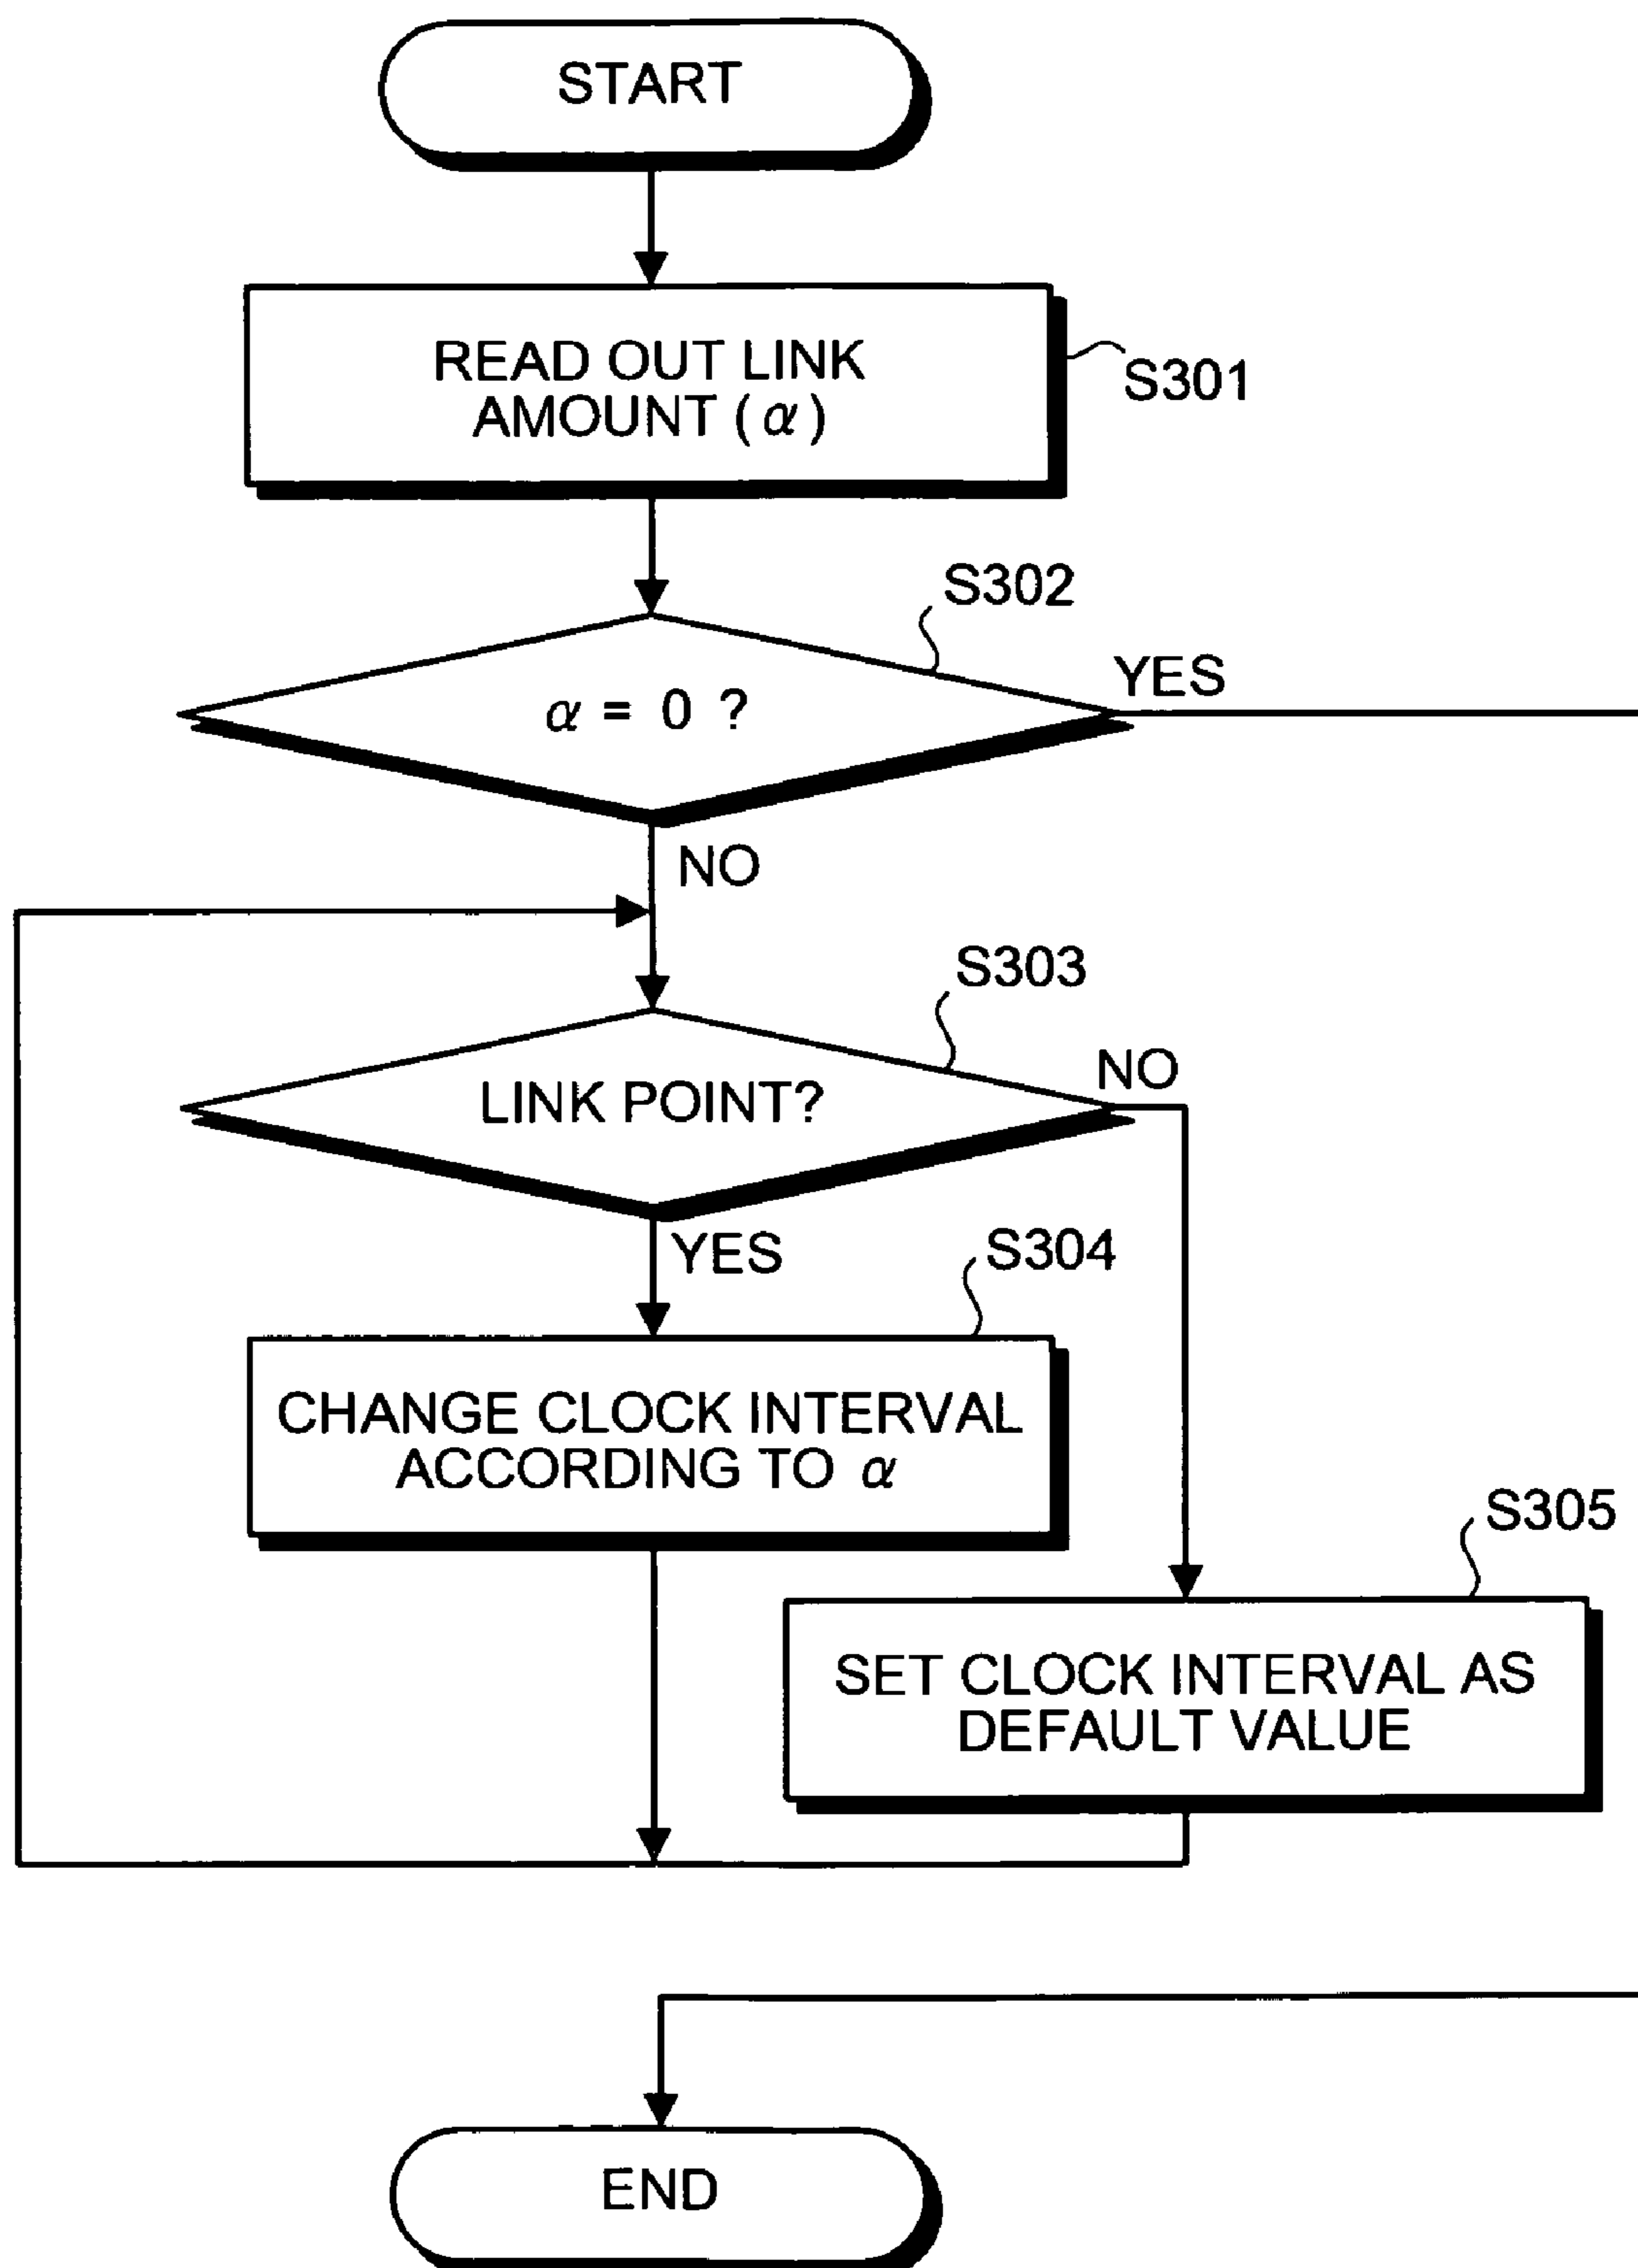 START
READ OUT LINK
AMOUNT (α)
S301
S302
α = 0 ?
YES
NO
S303
LINK POINT?
NO
YES
S304
CHANGE CLOCK INTERVAL
ACCORDING TO α
S305
SET CLOCK INTERVAL AS
DEFAULT VALUE
END